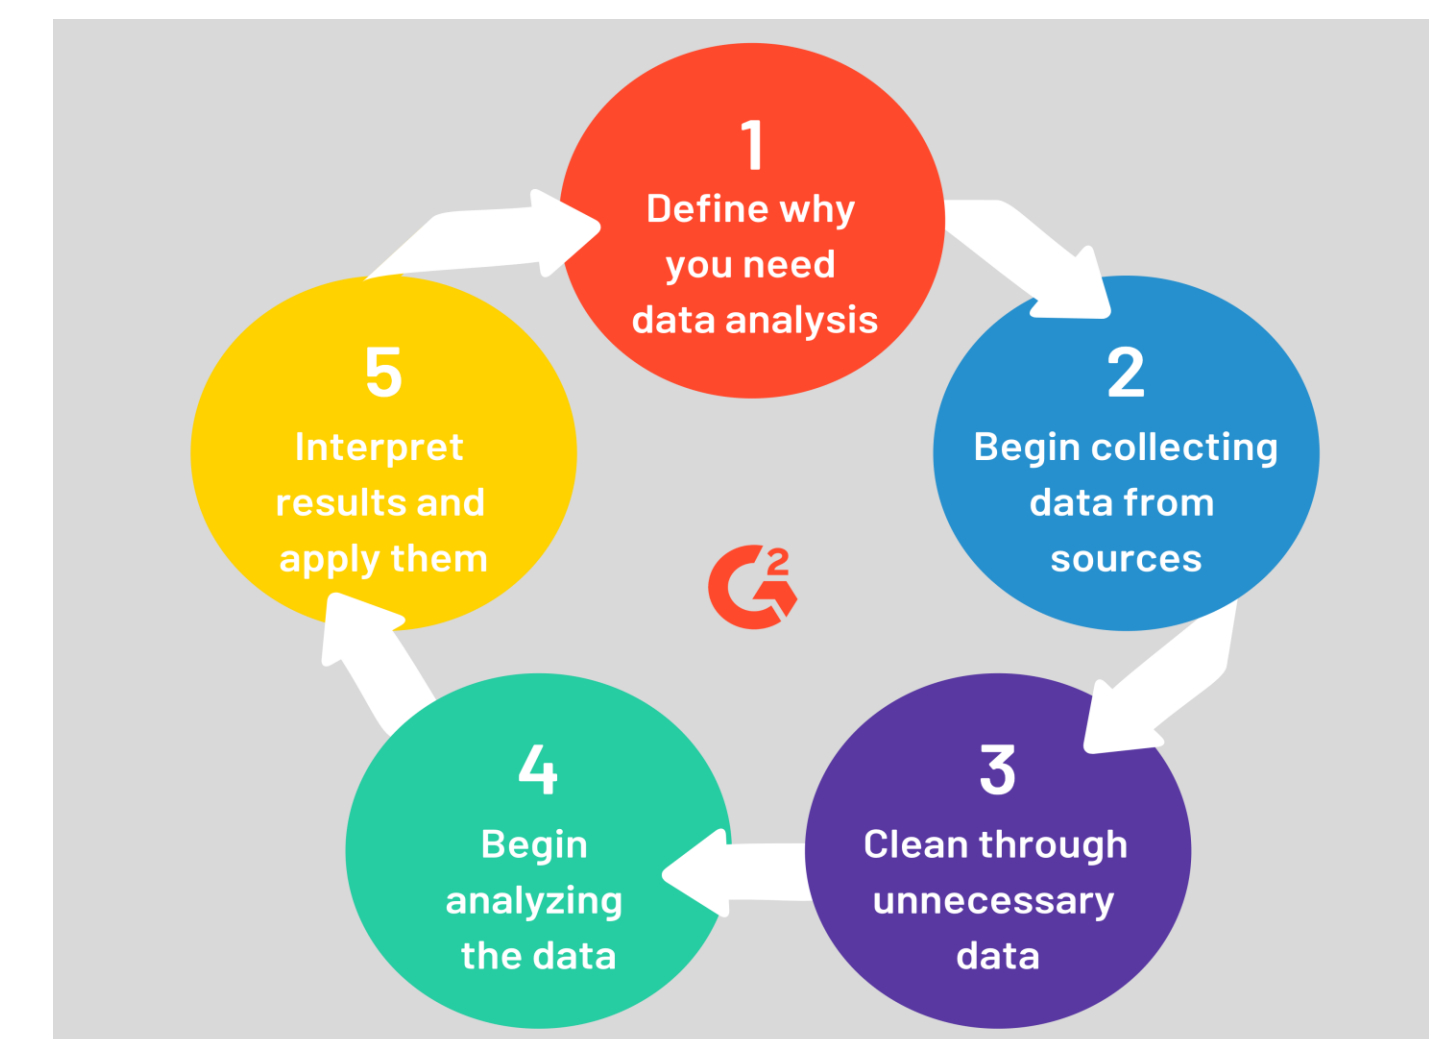 1
Define why
you need
data analysis
2
Begin collecting
data from
sources
3
Clean through
unnecessary
data
4
Begin
analyzing
the data
5
Interpret
results and
apply them
G2